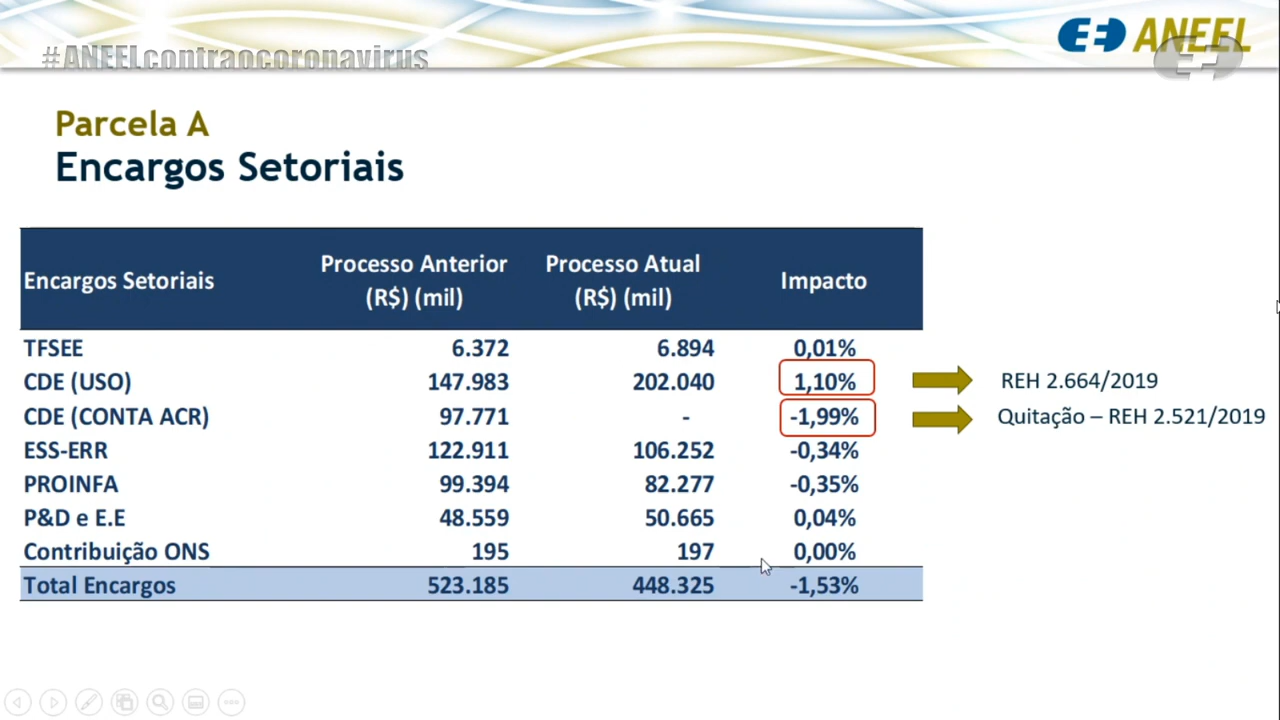 #ANEELcontraocoronavirus
ANEEL
Parcela A
Encargos Setoriais
Encargos Setoriais Processo Anterior (R$) (mil) Processo Atual (R$) (mil) Impacto
TFSEE 6.372 6.894 0,01%
CDE (USO) 147.983 202.040 1,10% REH 2.664/2019
CDE (CONTA ACR) 97.771 - -1,99% Quitação – REH 2.521/2019
ESS-ERR 122.911 106.252 -0,34%
PROINFA 99.394 82.277 -0,35%
P&D e E.E 48.559 50.665 0,04%
Contribuição ONS 195 197 0,00%
Total Encargos 523.185 448.325 -1,53%